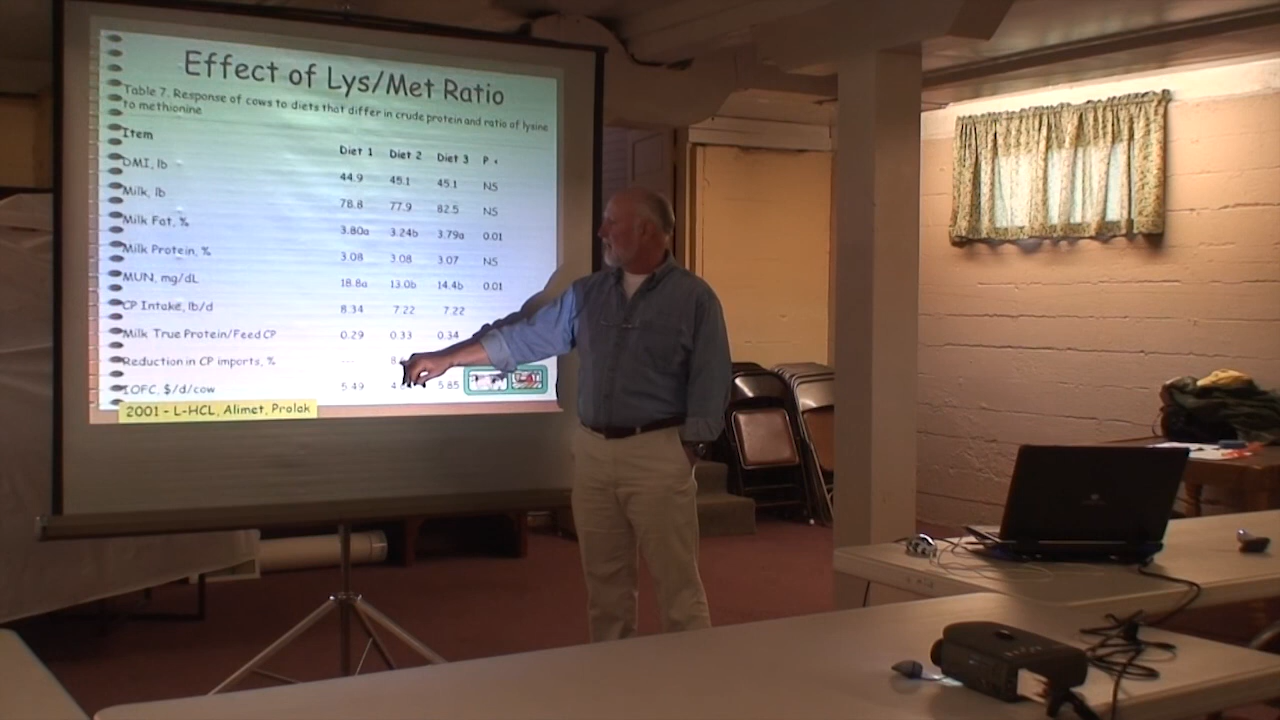 Effect of Lys/Met Ratio
Table 7. Response of cows to diets that differ in crude protein and ratio of lysine
to methionine
Item Diet 1 Diet 2 Diet 3 P <
DMI, lb 44.9 45.1 45.1 NS
Milk, lb 78.8 77.9 82.5 NS
Milk Fat, % 3.80a 3.24b 3.79a 0.01
Milk Protein, % 3.08 3.08 3.07 NS
MUN, mg/dL 18.8a 13.0b 14.4b 0.01
CP Intake, lb/d 8.34 7.22 7.22
Milk True Protein/Feed CP 0.29 0.33 0.34
Reduction in CP imports, % ---
IOFC, $/d/cow 5.49 5.85
2001 - L-HCL, Alimet, Prolak